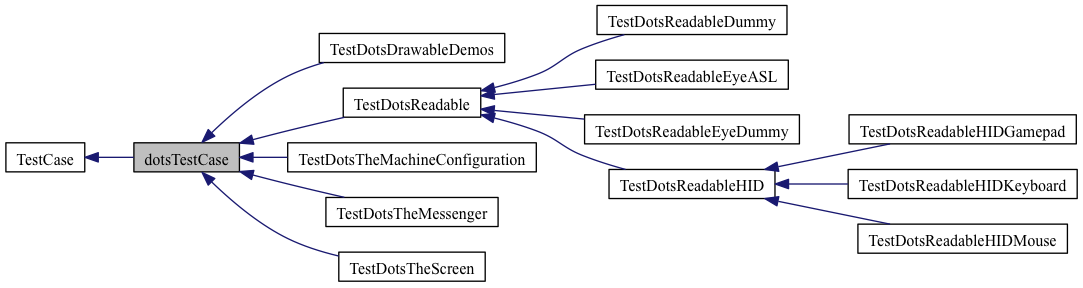 TestCase
dotsTestCase
TestDotsDrawableDemos
TestDotsReadable
TestDotsTheMachineConfiguration
TestDotsTheMessenger
TestDotsTheScreen
TestDotsReadableDummy
TestDotsReadableEyeASL
TestDotsReadableEyeDummy
TestDotsReadableHID
TestDotsReadableHIDGamepad
TestDotsReadableHIDKeyboard
TestDotsReadableHIDMouse